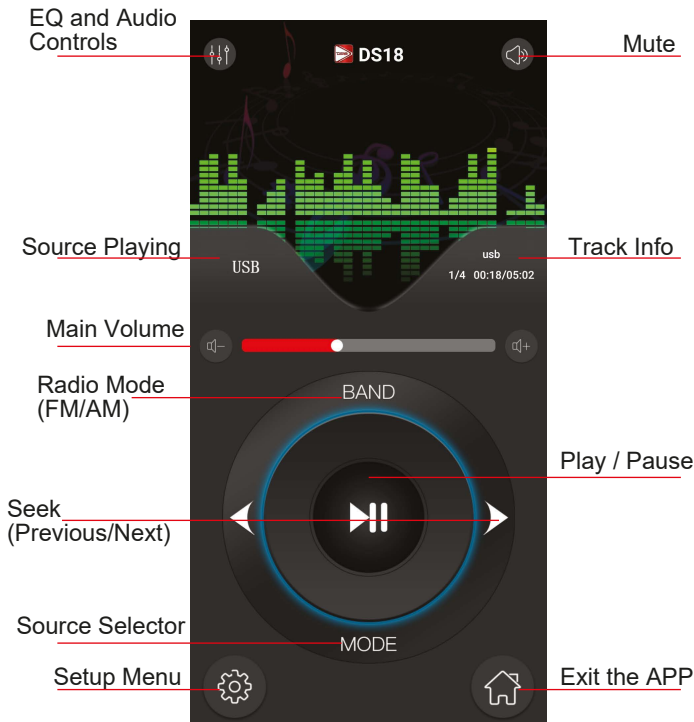 EQ and Audio
Controls
DS18
Mute
Source Playing
USB
usb
1/4 00:18/05:02
Track Info
Main Volume
Radio Mode
(FM/AM)
BAND
Play / Pause
Seek
(Previous/Next)
Source Selector
MODE
Setup Menu
Exit the APP